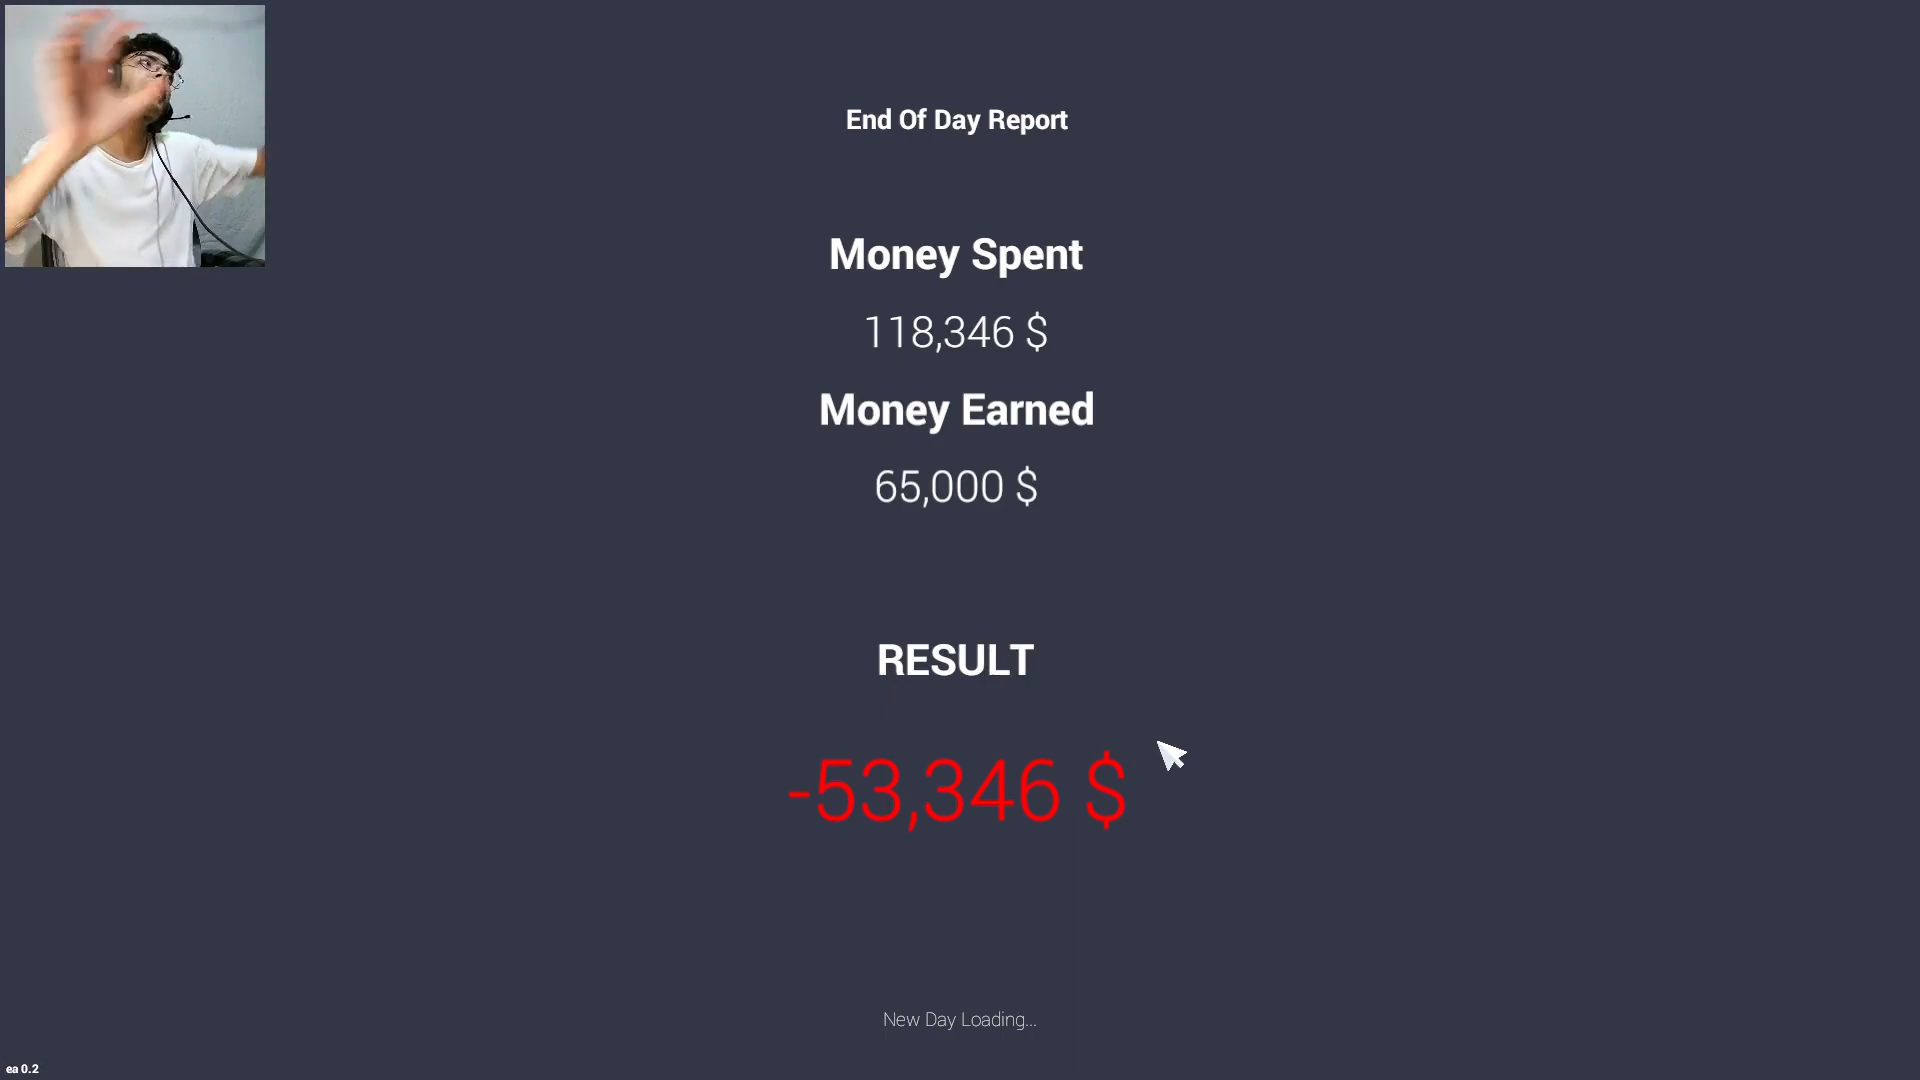 End Of Day Report
Money Spent
118,346 $
Money Earned
65,000 $
RESULT
-53,346 $
New Day Loading...
ea 0.2